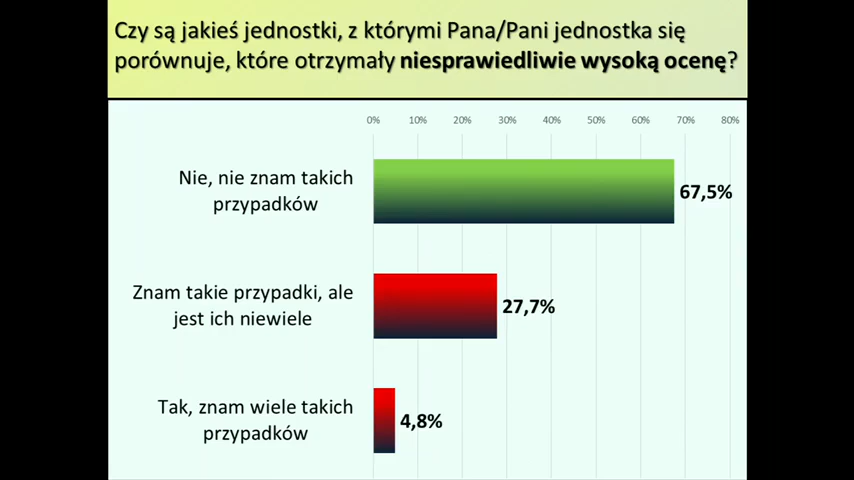 Czy są jakieś jednostki, z którymi Pana/Pani jednostka się
porównuje, które otrzymały niesprawiedliwie wysoką ocenę?
0% 10% 20% 30% 40% 50% 60% 70% 80%
Nie, nie znam takich
przypadków
67,5%
Znam takie przypadki, ale
jest ich niewiele
27,7%
Tak, znam wiele takich
przypadków
4,8%